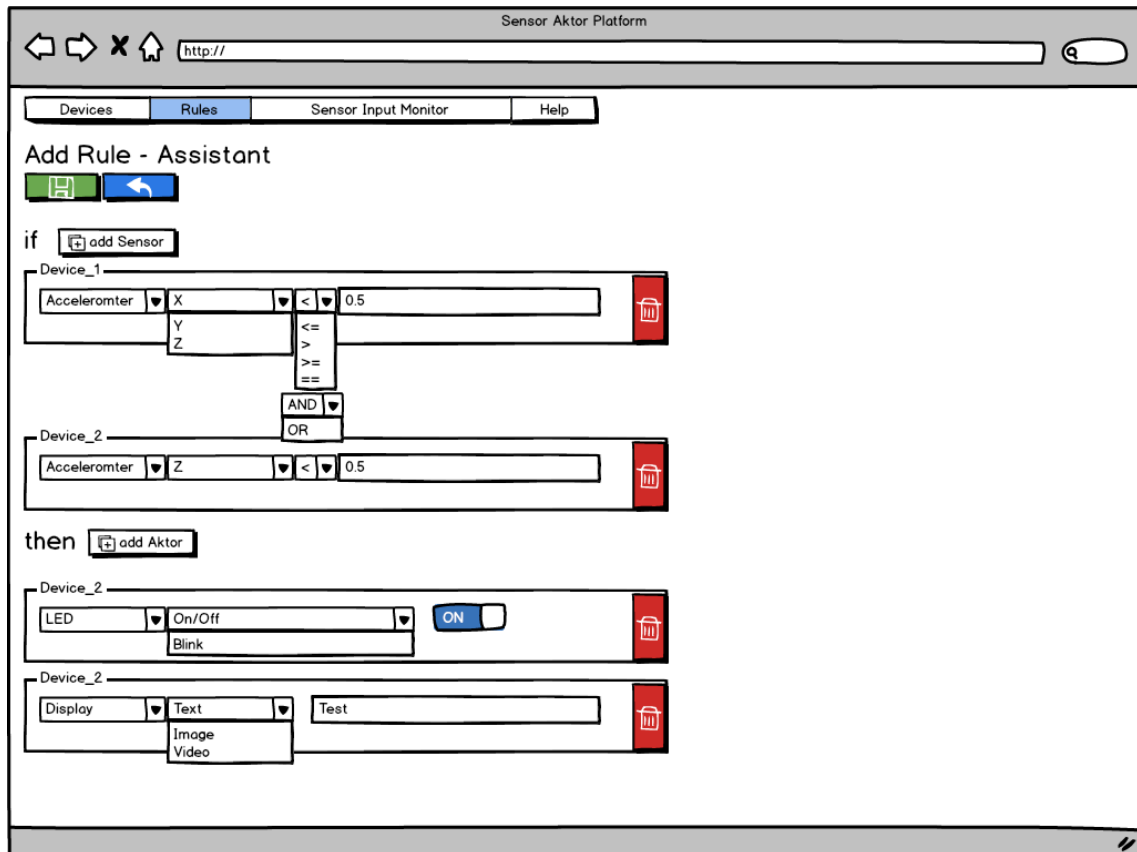 Sensor Aktor Platform
http://
Devices Rules Sensor Input Monitor Help
Add Rule - Assistant
if add Sensor
Device_1
Acceleromter X < 0.5
Y <=
Z >
>=
==
AND
OR
Device_2
Acceleromter Z < 0.5
then add Aktor
Device_2
LED On/Off ON
Blink
Device_2
Display Text Test
Image
Video